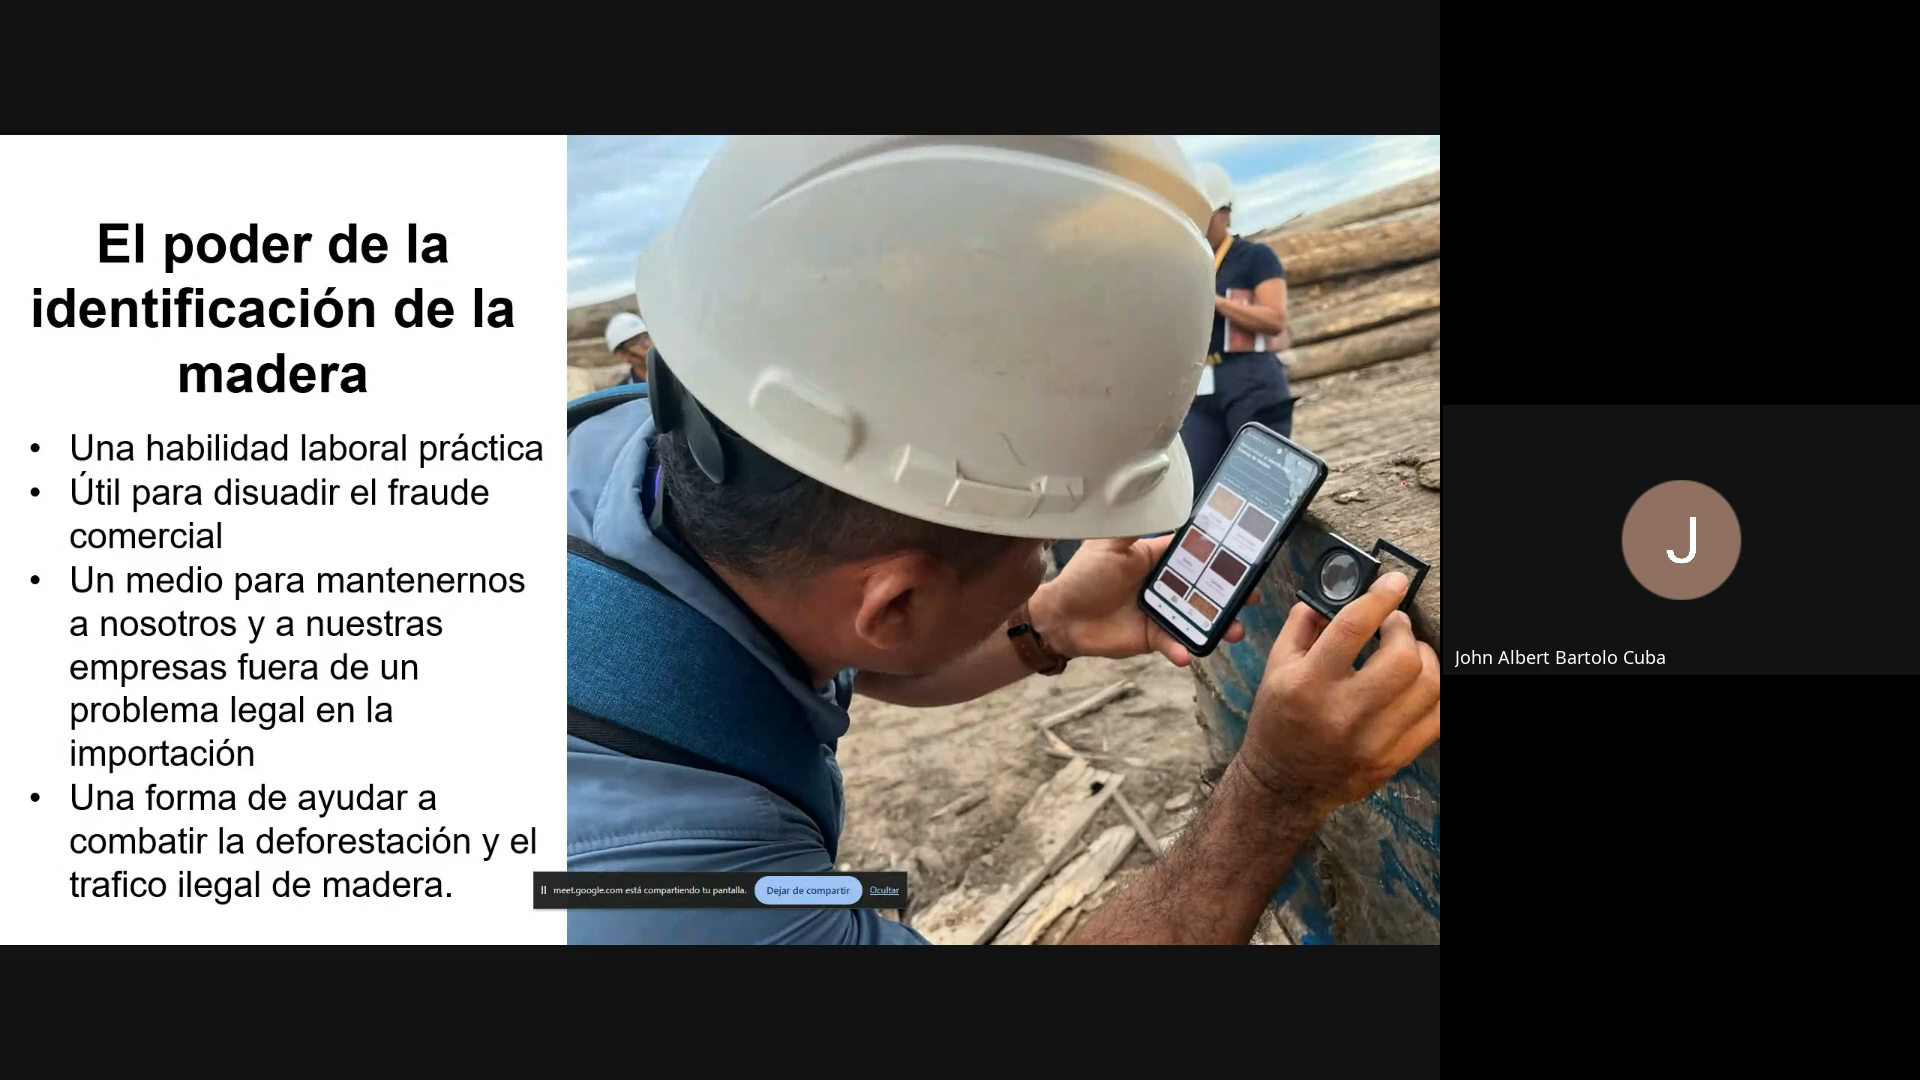 El poder de la
identificación de la
madera
• Una habilidad laboral práctica
• Útil para disuadir el fraude
comercial
• Un medio para mantenernos
a nosotros y a nuestras
empresas fuera de un
problema legal en la
importación
• Una forma de ayudar a
combatir la deforestación y el
trafico ilegal de madera.
meet.google.com está compartiendo tu pantalla. Dejar de compartir Ocultar
J
John Albert Bartolo Cuba